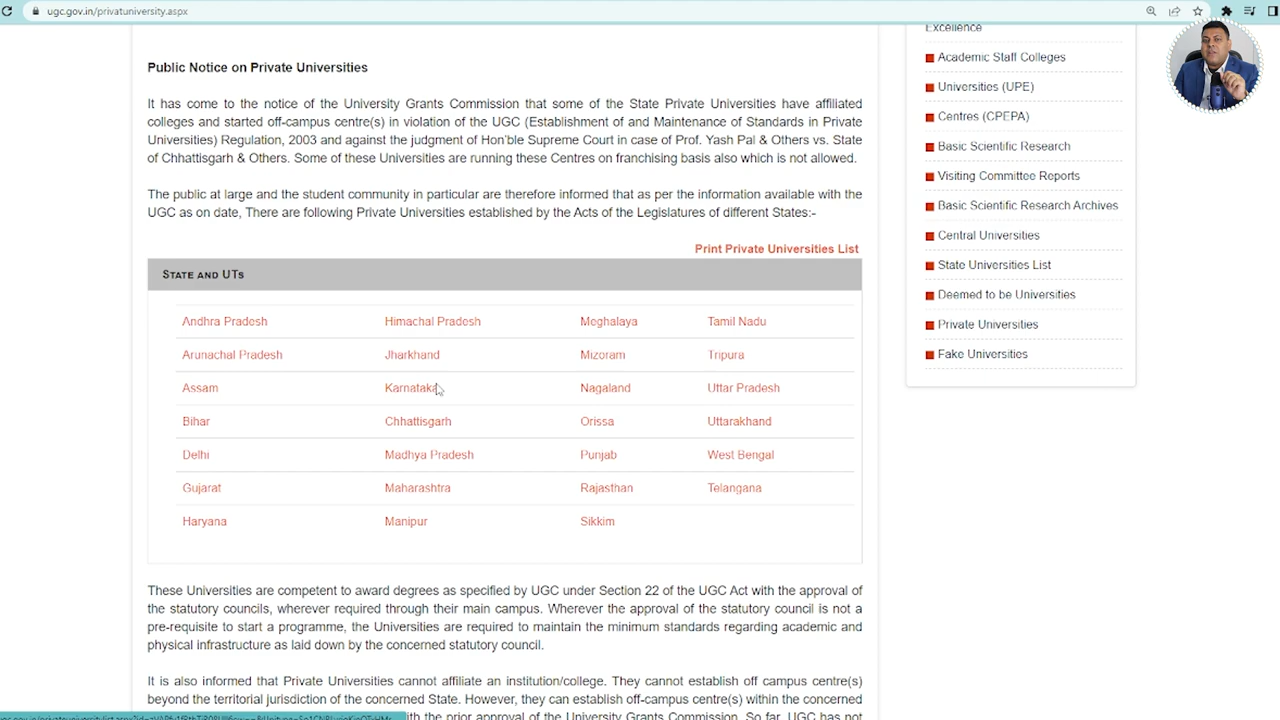 ugc.gov.in/privatuniversity.aspx
Public Notice on Private Universities
It has come to the notice of the University Grants Commission that some of the State Private Universities have affiliated
colleges and started off-campus centre(s) in violation of the UGC (Establishment of and Maintenance of Standards in Private
Universities) Regulation, 2003 and against the judgment of Hon'ble Supreme Court in case of Prof. Yash Pal & Others vs. State
of Chhattisgarh & Others. Some of these Universities are running these Centres on franchising basis also which is not allowed.
The public at large and the student community in particular are therefore informed that as per the information available with the
UGC as on date, There are following Private Universities established by the Acts of the Legislatures of different States:-
Print Private Universities List
STATE AND UTS
Andhra Pradesh Himachal Pradesh Meghalaya Tamil Nadu
Arunachal Pradesh Jharkhand Mizoram Tripura
Assam Karnataka Nagaland Uttar Pradesh
Bihar Chhattisgarh Orissa Uttarakhand
Delhi Madhya Pradesh Punjab West Bengal
Gujarat Maharashtra Rajasthan Telangana
Haryana Manipur Sikkim
These Universities are competent to award degrees as specified by UGC under Section 22 of the UGC Act with the approval of
the statutory councils, wherever required through their main campus. Wherever the approval of the statutory council is not a
pre-requisite to start a programme, the Universities are required to maintain the minimum standards regarding academic and
physical infrastructure as laid down by the concerned statutory council.
It is also informed that Private Universities cannot affiliate an institution/college. They cannot establish off campus centre(s)
beyond the territorial jurisdiction of the concerned State. However, they can establish off-campus centre(s) within the concerned
with the prior approval of the University Grants Commission. So far, UGC has not
Excellence
Academic Staff Colleges
Universities (UPE)
Centres (CPEPA)
Basic Scientific Research
Visiting Committee Reports
Basic Scientific Research Archives
Central Universities
State Universities List
Deemed to be Universities
Private Universities
Fake Universities